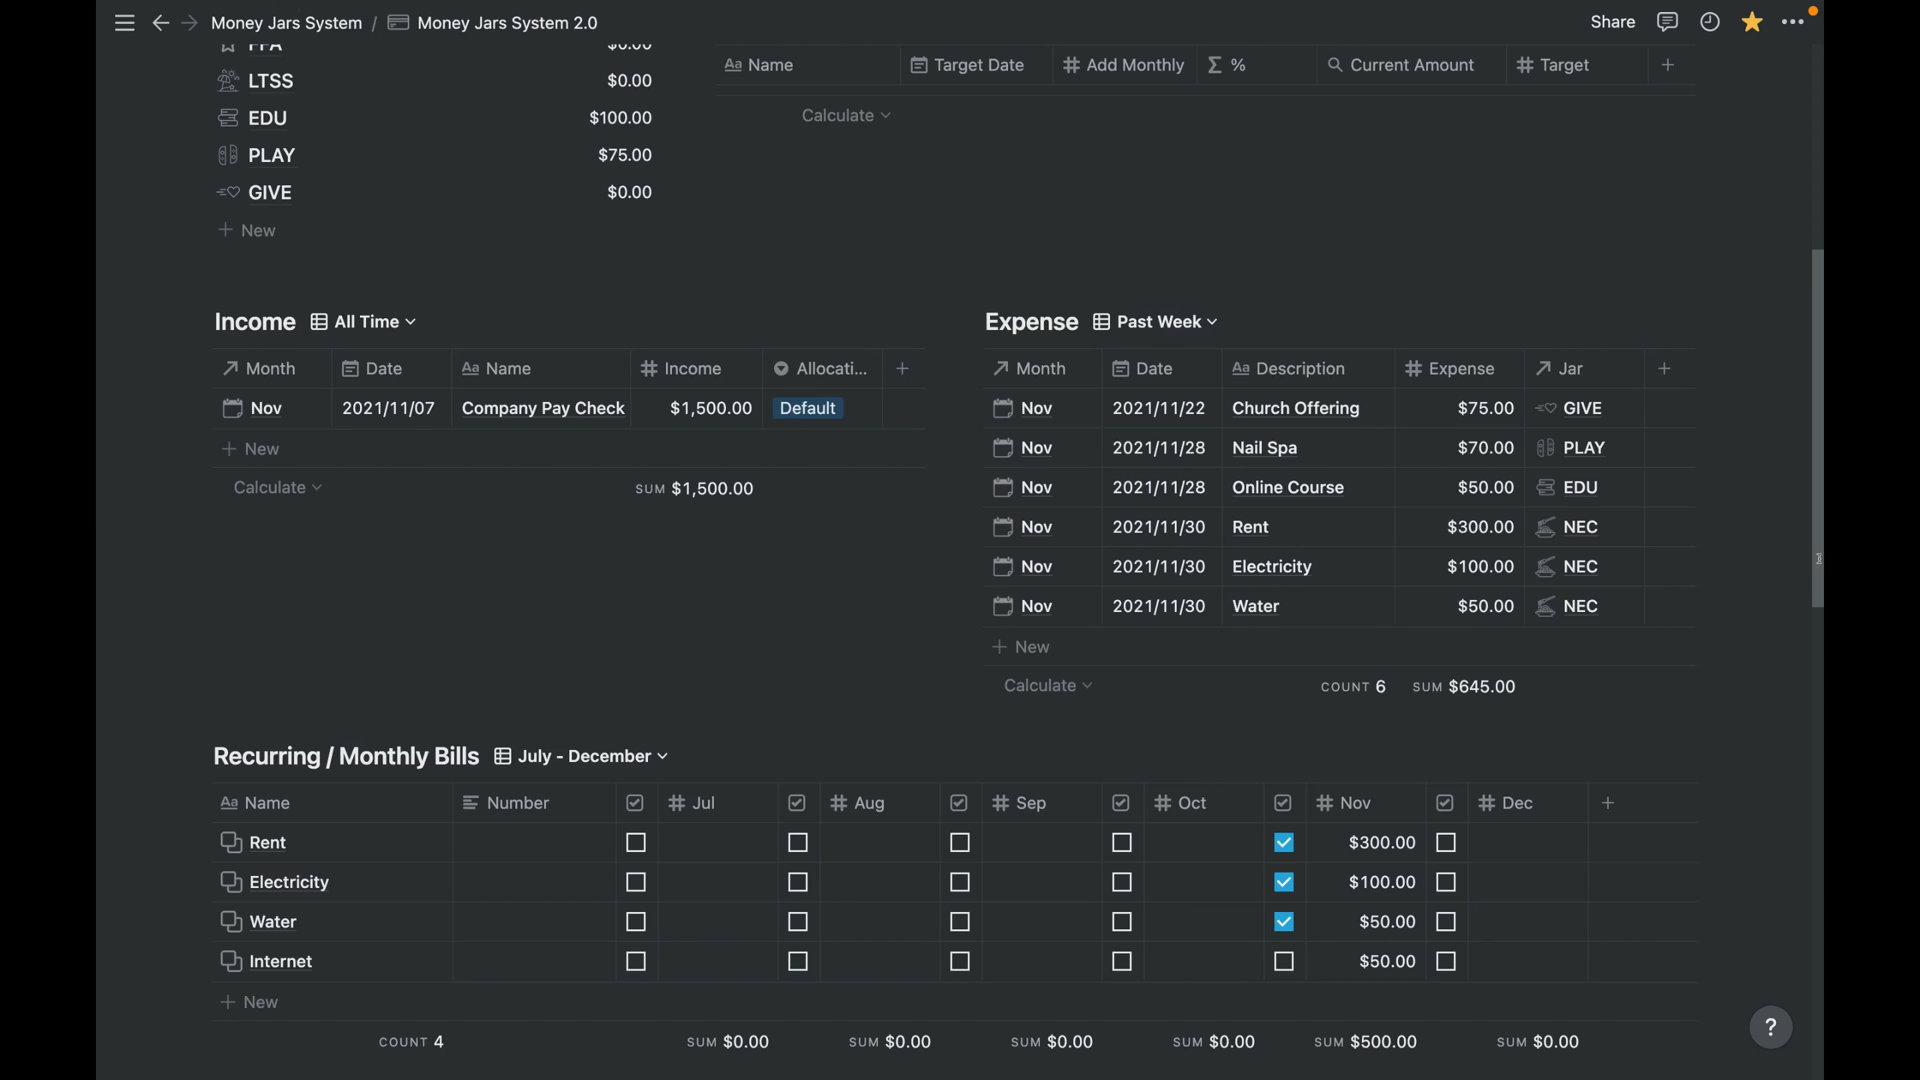 Money Jars System / Money Jars System 2.0 Share
FFA $0.00
Name Target Date Add Monthly % Current Amount Target
LTSS $0.00
EDU $100.00
Calculate
PLAY $75.00
GIVE $0.00
New
Income All Time
Month Date Name Income Allocati...
Nov 2021/11/07 Company Pay Check $1,500.00 Default
New
Calculate SUM $1,500.00
Expense Past Week
Month Date Description Expense Jar
Nov 2021/11/22 Church Offering $75.00 GIVE
Nov 2021/11/28 Nail Spa $70.00 PLAY
Nov 2021/11/28 Online Course $50.00 EDU
Nov 2021/11/30 Rent $300.00 NEC
Nov 2021/11/30 Electricity $100.00 NEC
Nov 2021/11/30 Water $50.00 NEC
New
Calculate COUNT 6 SUM $645.00
Recurring / Monthly Bills July - December
Name Number Jul Aug Sep Oct Nov Dec
Rent $300.00
Electricity $100.00
Water $50.00
Internet $50.00
New
COUNT 4 SUM $0.00 SUM $0.00 SUM $0.00 SUM $0.00 SUM $500.00 SUM $0.00
?